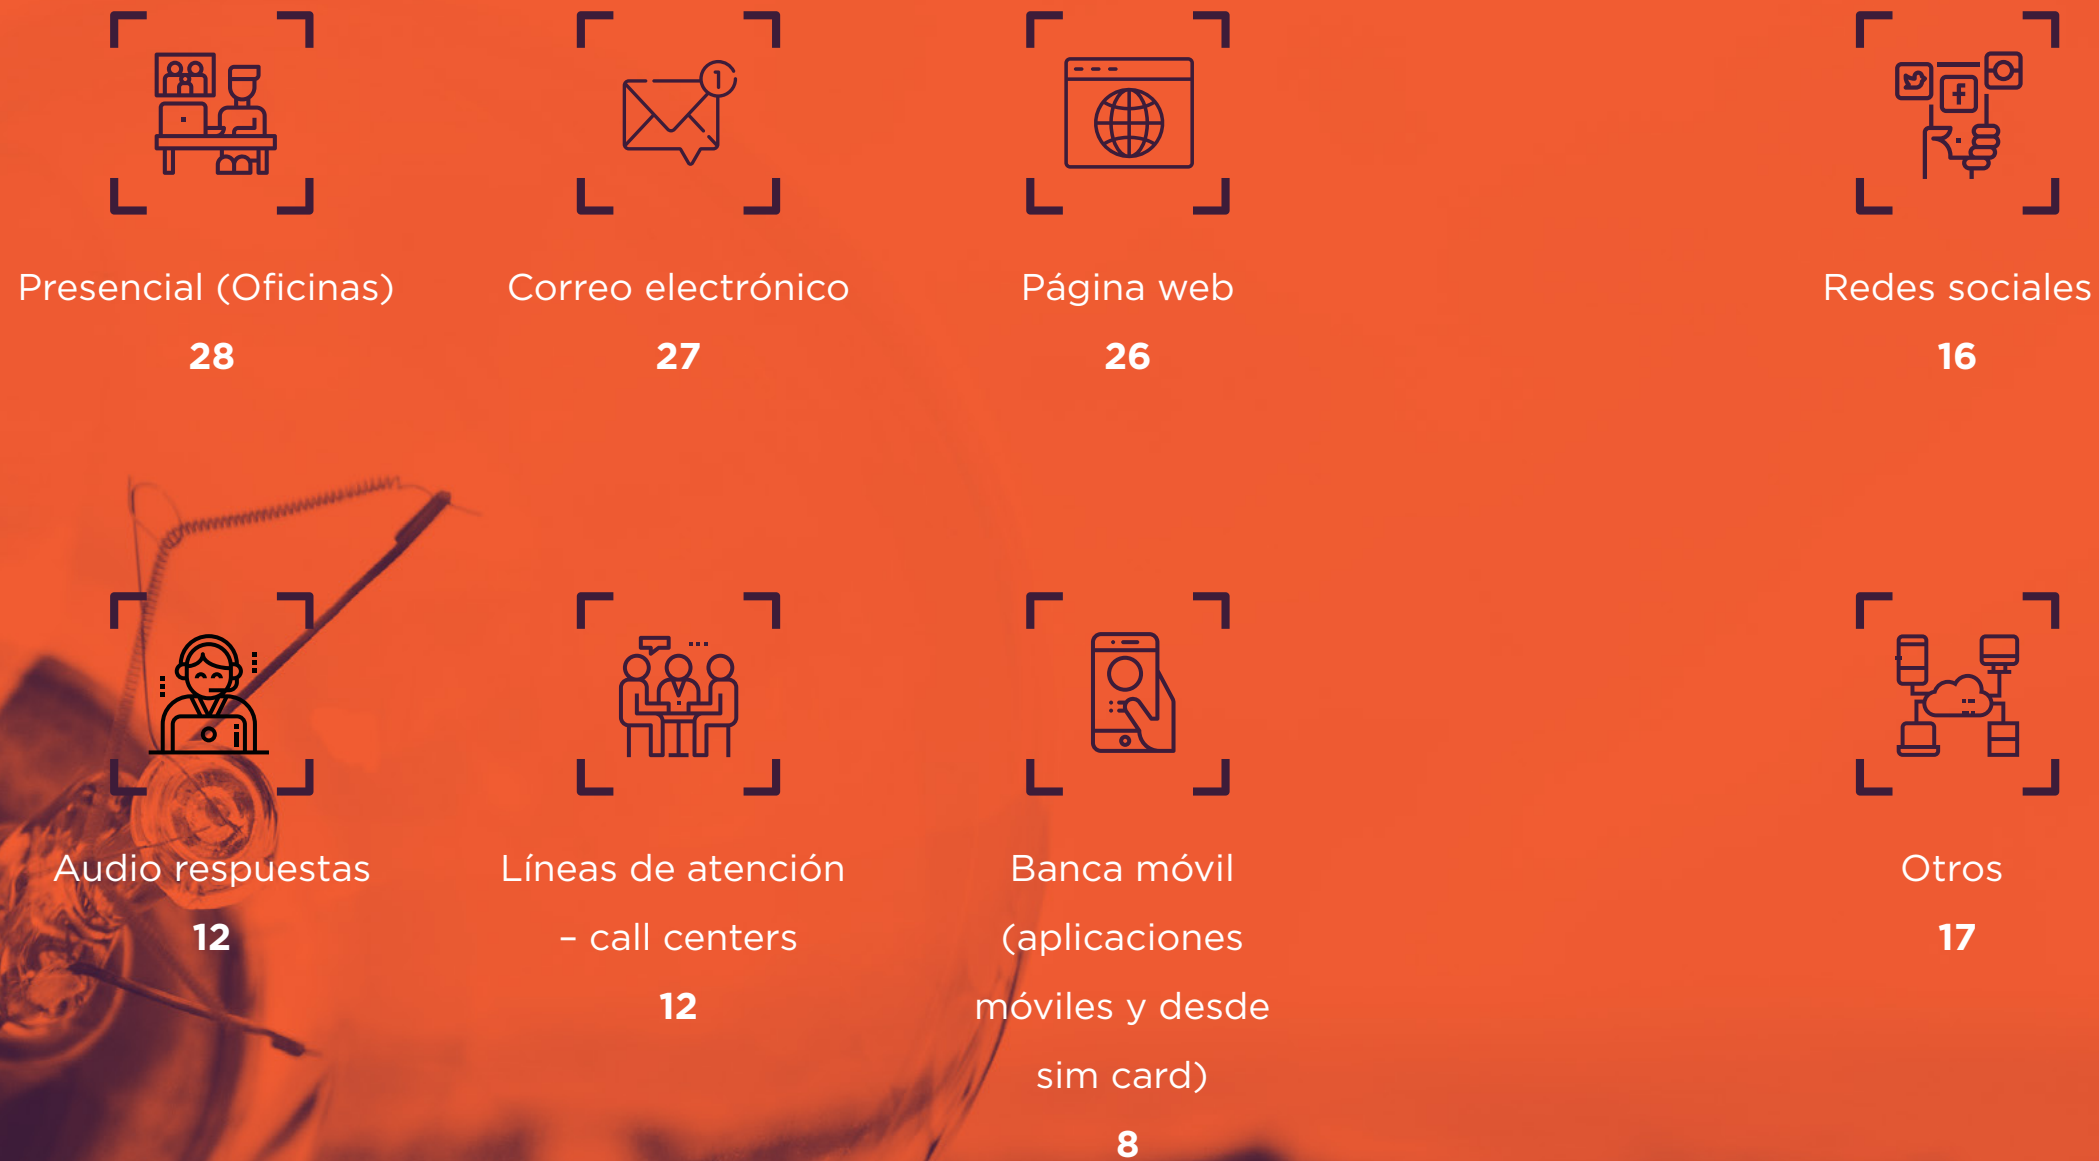 1
Presencial (Oficinas)
28
Correo electrónico
27
Página web
26
Redes sociales
16
Audio respuestas
12
Líneas de atención
– call centers
12
Banca móvil
(aplicaciones
móviles y desde
sim card)
8
Otros
17